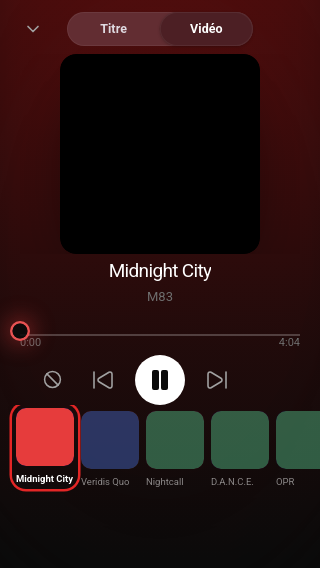 Titre Vidéo
Midnight City
M83
0:00 4:04
Midnight City Veridis Quo Nightcall D.A.N.C.E. OPR